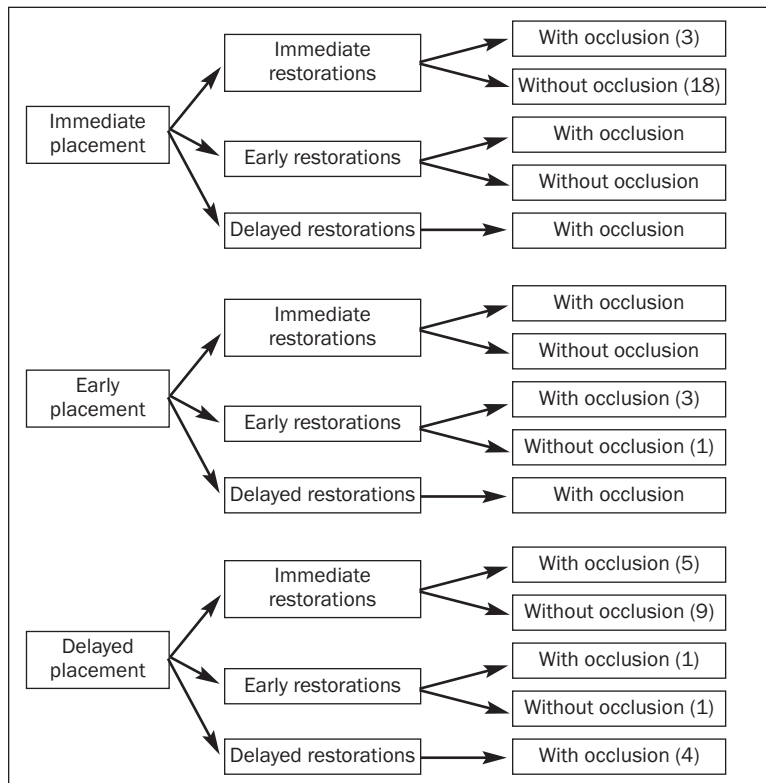 Immediate
placement
Immediate
restorations
With occlusion (3)
Without occlusion (18)
Early restorations
With occlusion
Without occlusion
Delayed restorations
With occlusion
Early
placement
Immediate
restorations
With occlusion
Without occlusion
Early restorations
With occlusion (3)
Without occlusion (1)
Delayed restorations
With occlusion
Delayed
placement
Immediate
restorations
With occlusion (5)
Without occlusion (9)
Early restorations
With occlusion (1)
Without occlusion (1)
Delayed restorations
With occlusion (4)